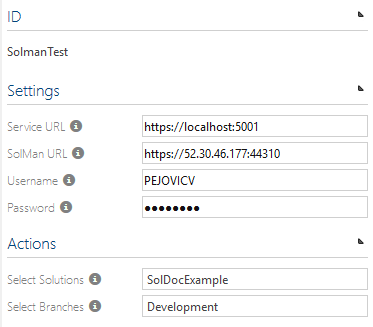 ID
SolmanTest
Settings
Service URL https://localhost:5001
SolMan URL https://52.30.46.177:44310
Username PEJOVICV
Password ●●●●●●●●
Actions
Select Solutions SolDocExample
Select Branches Development